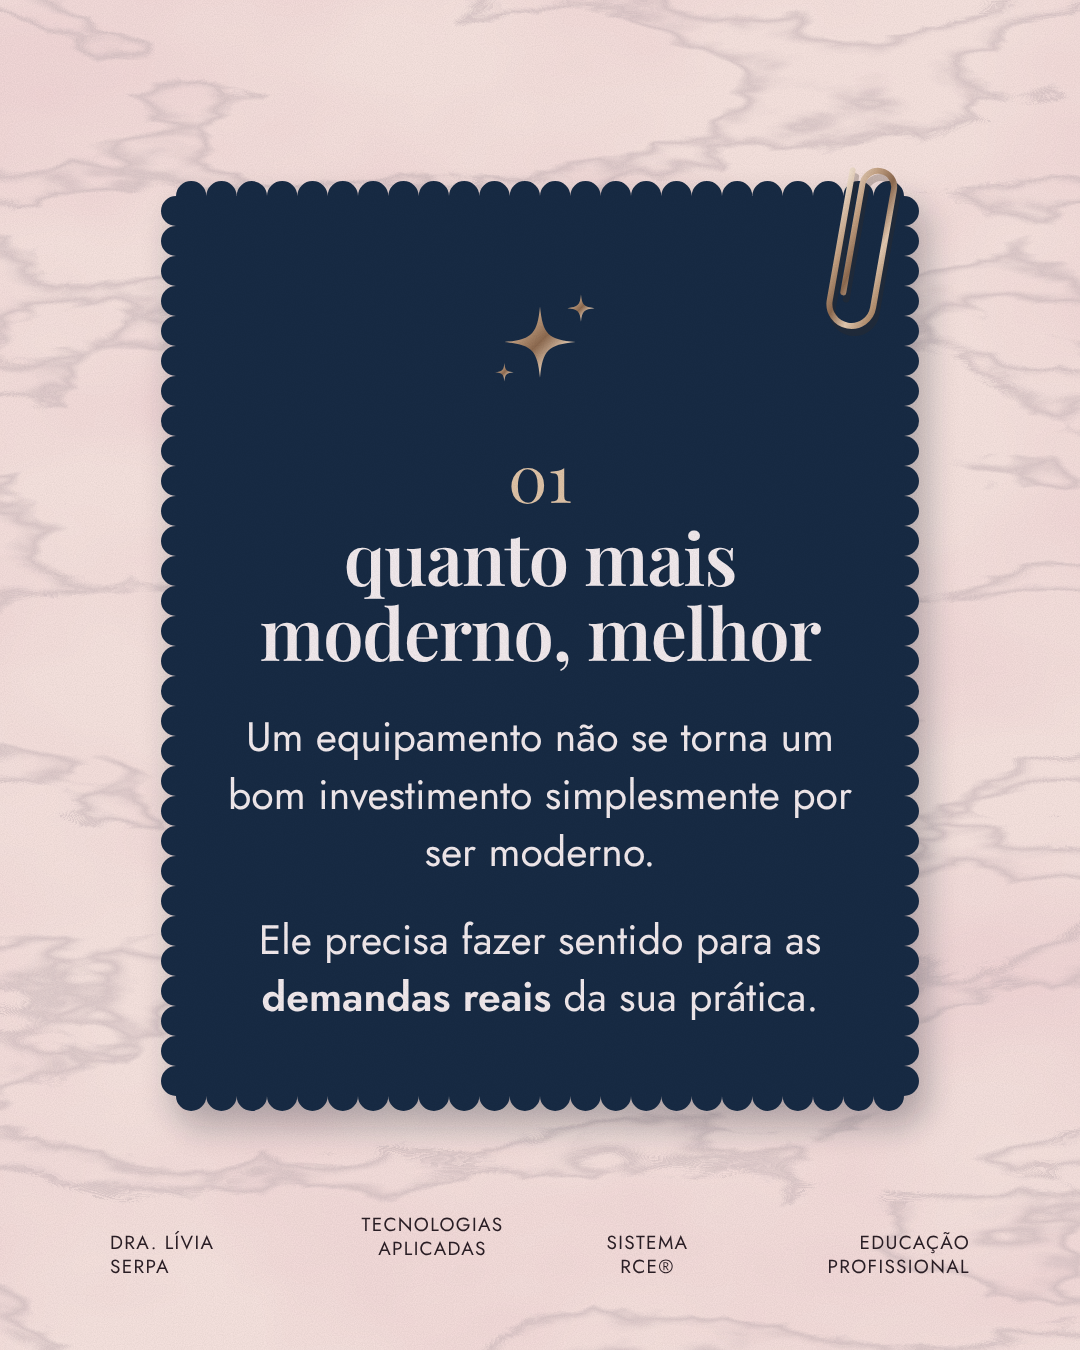 01
quanto mais
moderno, melhor
Um equipamento não se torna um
bom investimento simplesmente por
ser moderno.
Ele precisa fazer sentido para as
demandas reais da sua prática.
DRA. LÍVIA
SERPA
TECNOLOGIAS
APLICADAS
SISTEMA
RCE®
EDUCAÇÃO
PROFISSIONAL